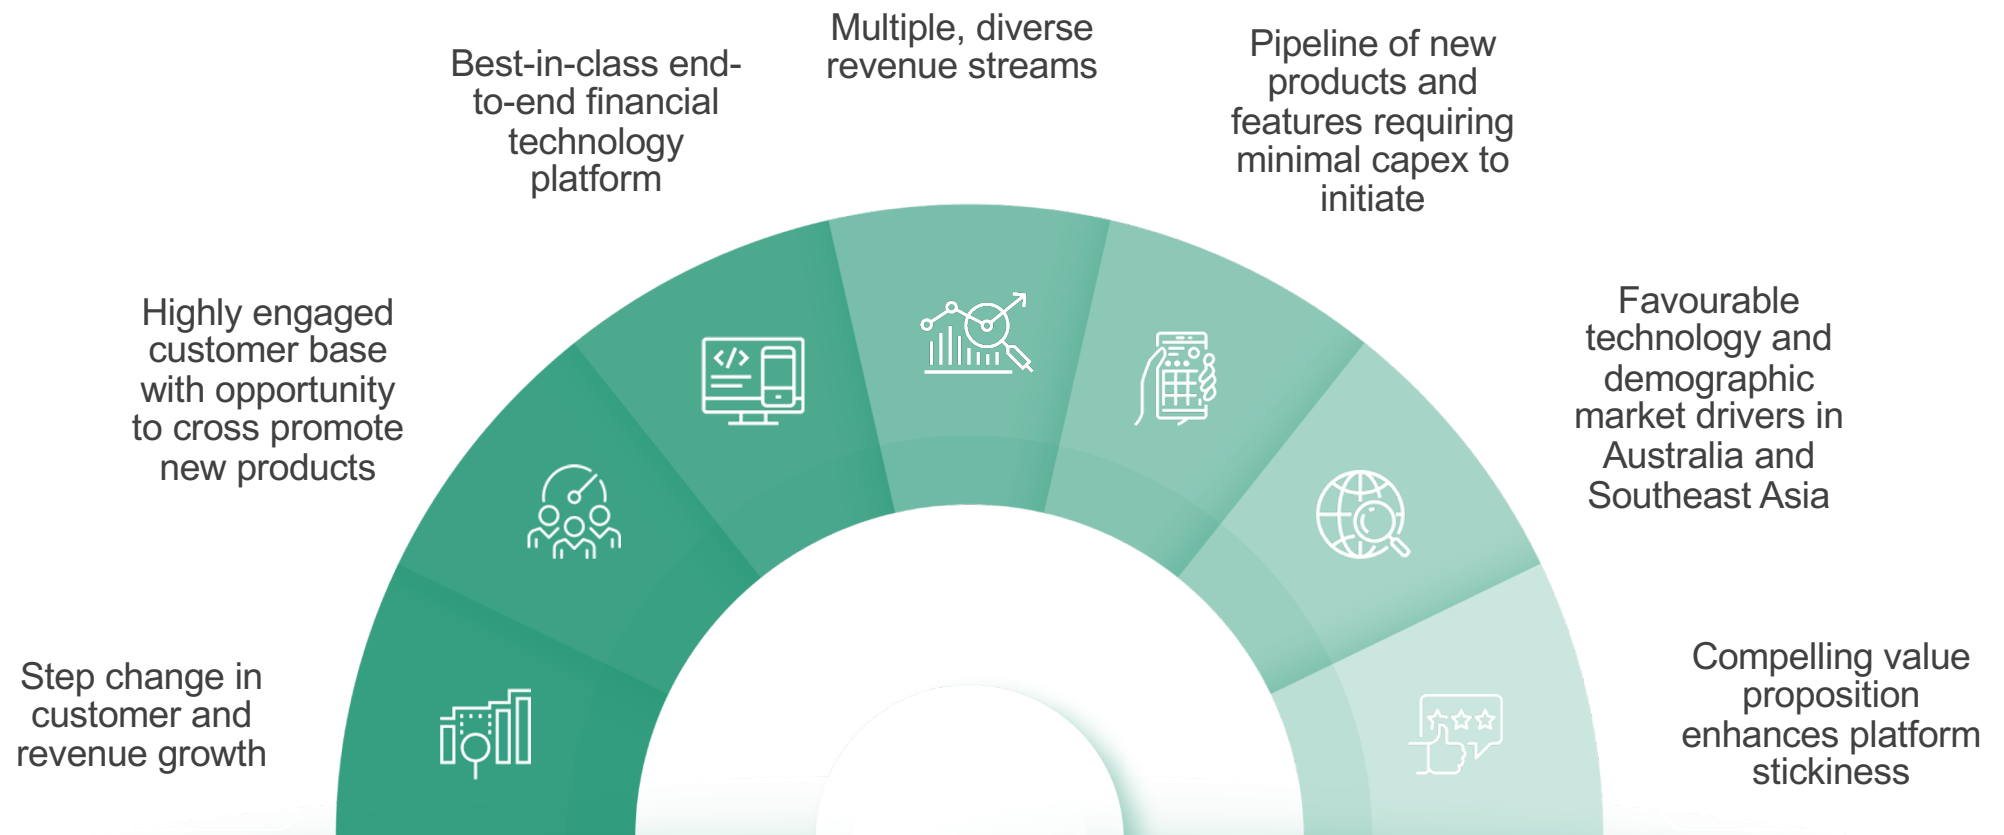 Multiple, diverse
revenue streams
Best-in-class end-
to-end financial
technology
platform
Pipeline of new
products and
features requiring
minimal capex to
initiate
Highly engaged
customer base
with opportunity
to cross promote
new products
Favourable
technology and
demographic
market drivers in
Australia and
Southeast Asia
Step change in
customer and
revenue growth
Compelling value
proposition
enhances platform
stickiness